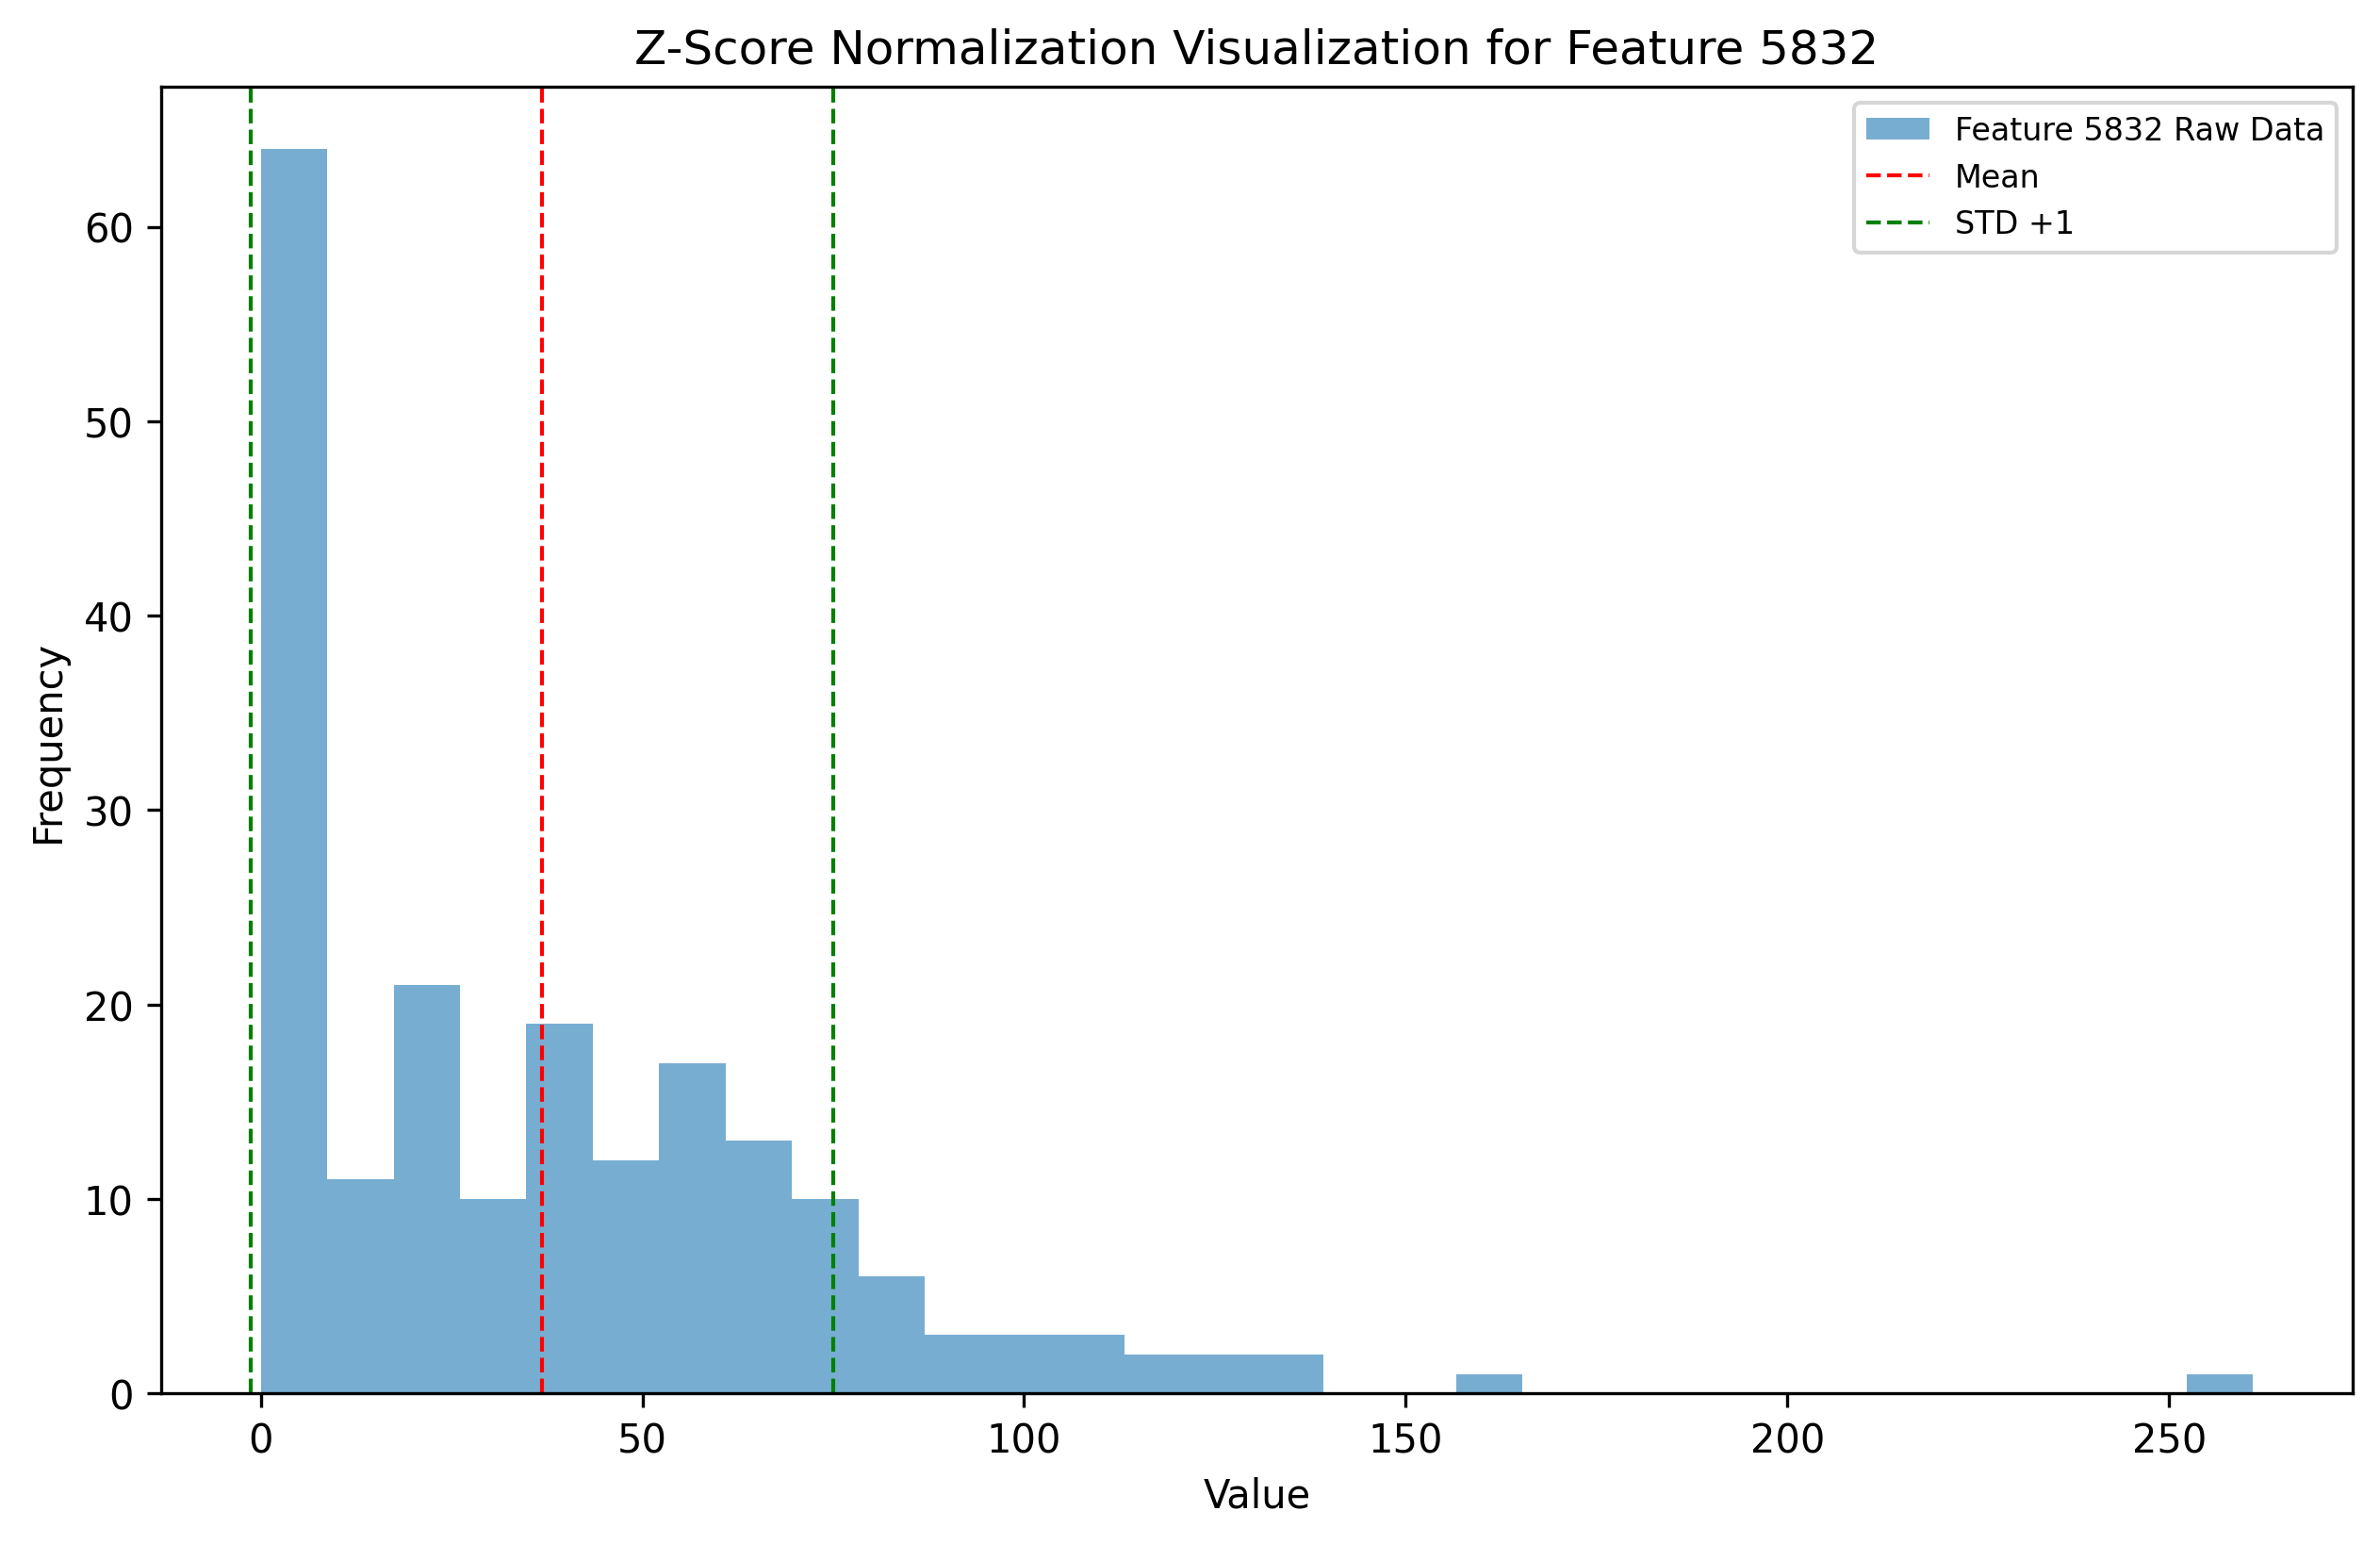 Z-Score Normalization Visualization for Feature 5832
Feature 5832 Raw Data
Mean
STD +1
60
50
40
30
20
10
0
Frequency
0 50 100 150 200 250
Value